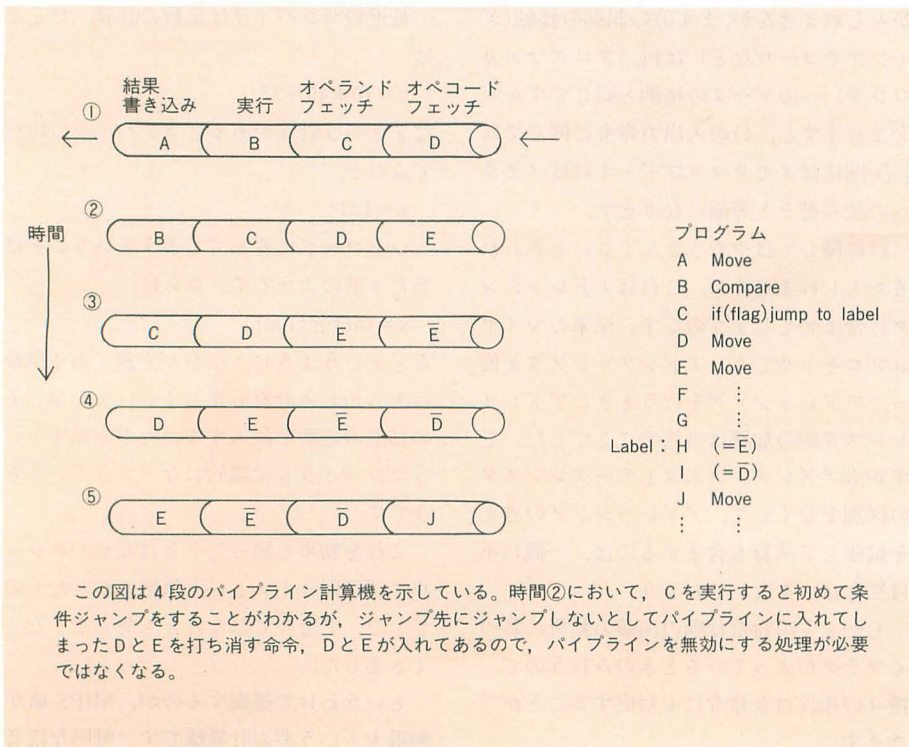 結果　オペランド　オペコード
書き込み　実行　フェッチ　フェッチ
①
A B C D
②
B C D E
時間
③
C D E E̅
④
D E E̅ D̅
⑤
E E̅ D̅ J
プログラム
A Move
B Compare
C if(flag)jump to label
D Move
E Move
F ⋮
G ⋮
Label：H (=E̅)
I (=D̅)
J Move
⋮ ⋮
この図は4段のパイプライン計算機を示している。時間②において，Cを実行すると初めて条
件ジャンプをすることがわかるが，ジャンプ先にジャンプしないとしてパイプラインに入れてし
まったDとEを打ち消す命令，D̅とE̅が入れてあるので，パイプラインを無効にする処理が必要
ではなくなる。